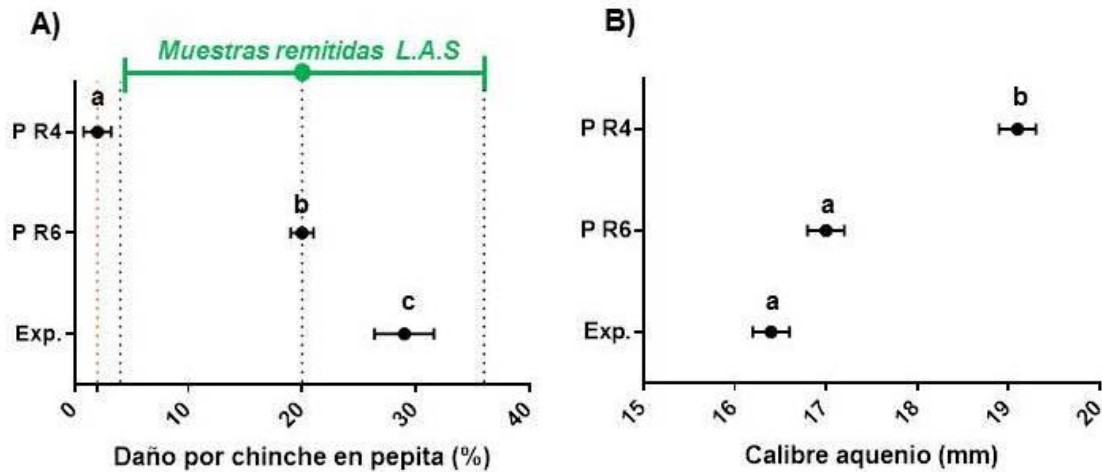 A)
Muestras remitidas L.A.S
a
P R4
b
P R6
c
Exp.
0
10
20
30
40
Daño por chinche en pepita (%)
B)
b
P R4
a
P R6
a
Exp.
15
16
17
18
19
20
Calibre aquenio (mm)